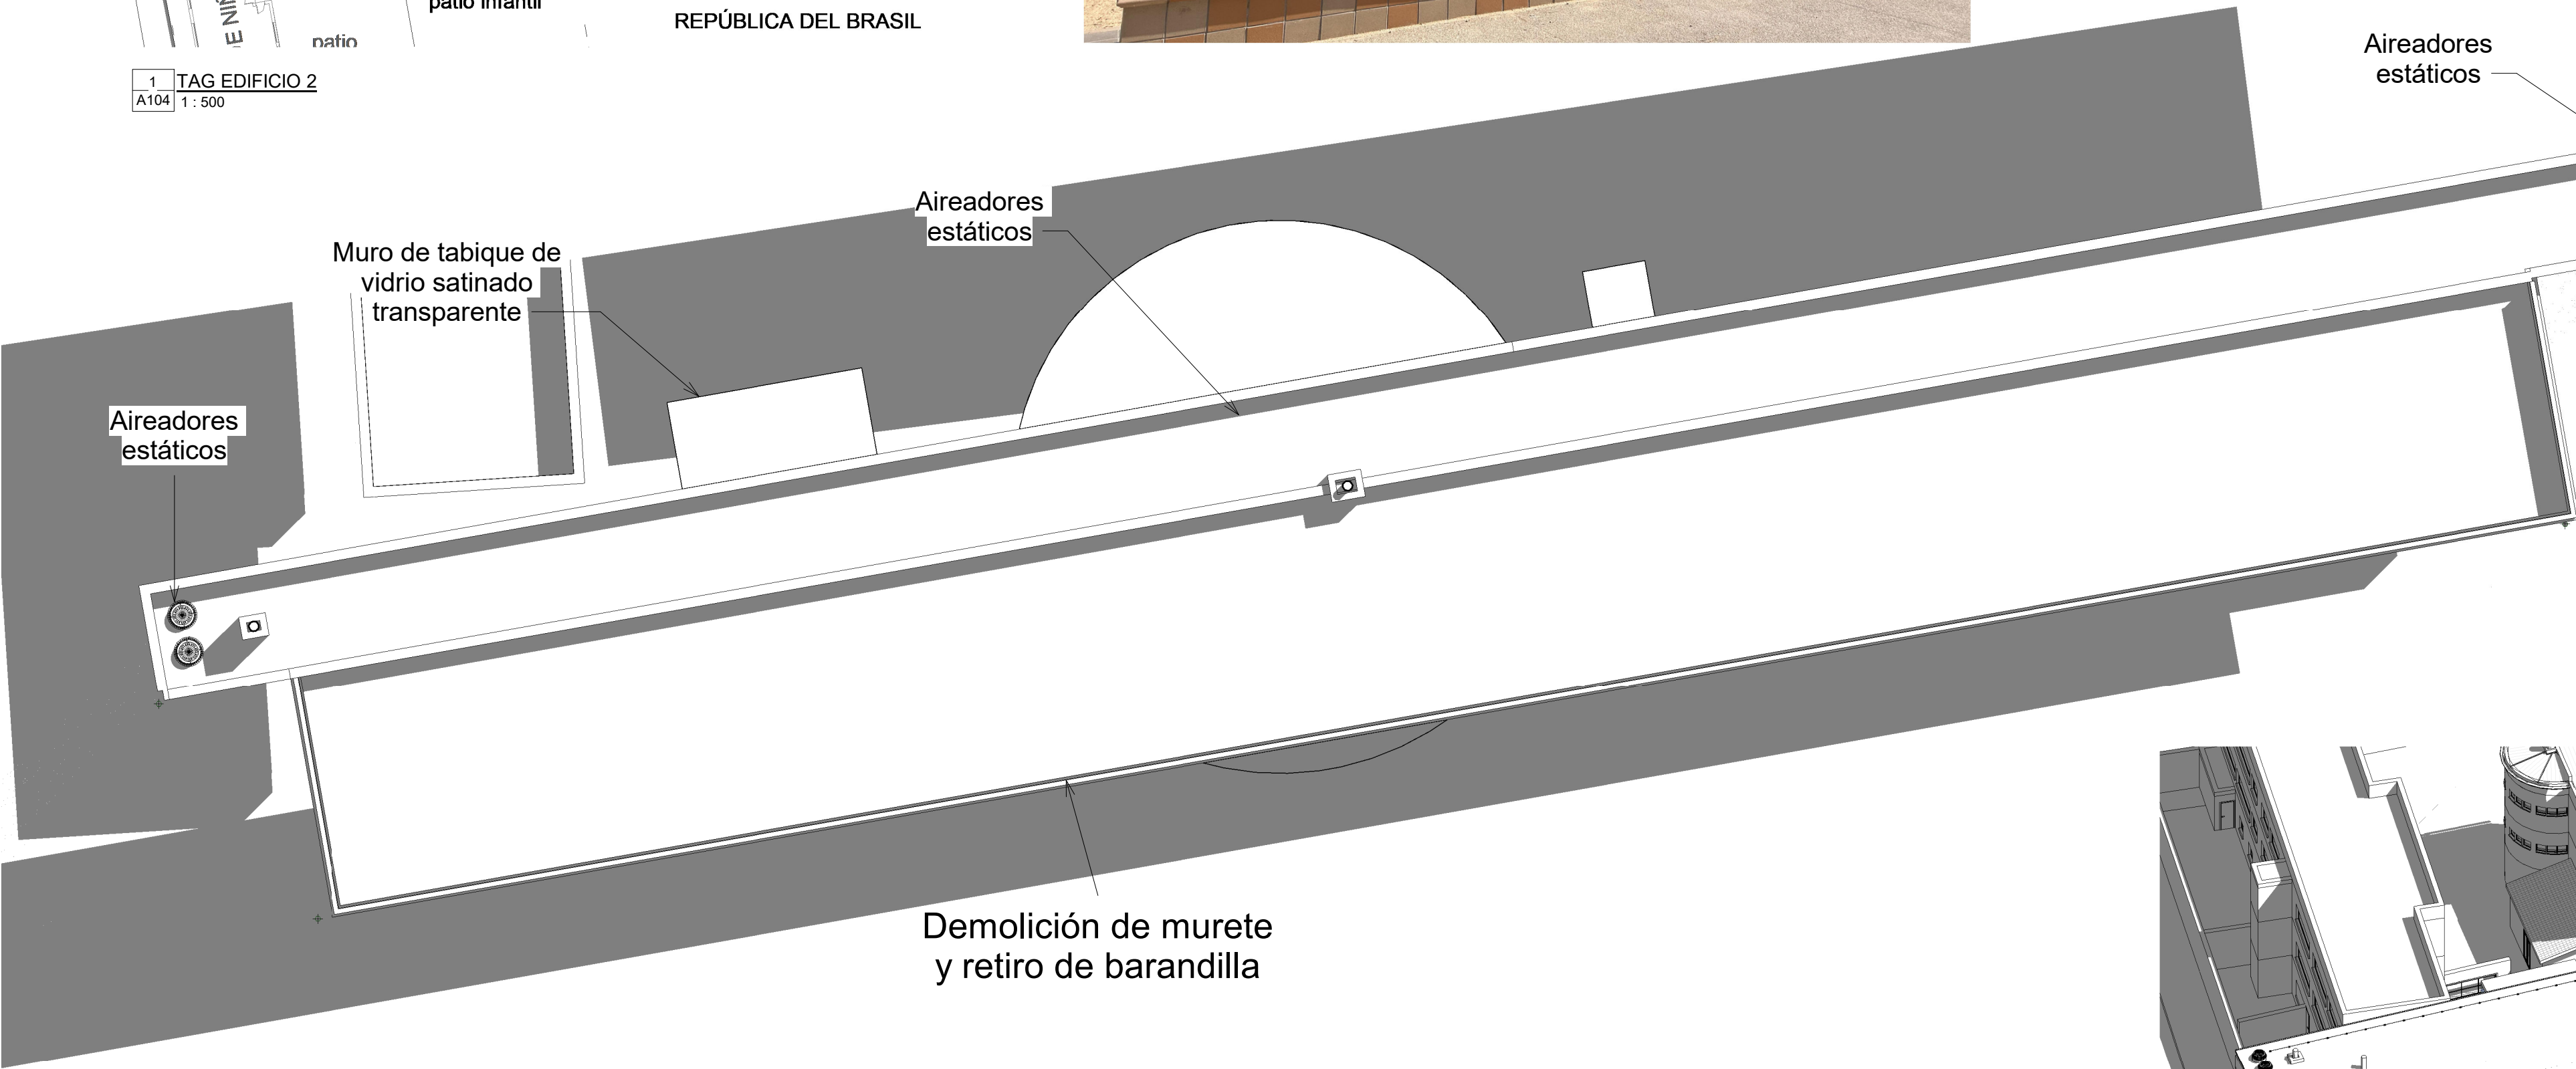 patio infantil
REPÚBLICA DEL BRASIL
patio
1
A104
TAG EDIFICIO 2
1 : 500
Aireadores
estáticos
Aireadores
estáticos
Muro de tabique de
vidrio satinado
transparente
Aireadores
estáticos
Demolición de murete
y retiro de barandilla